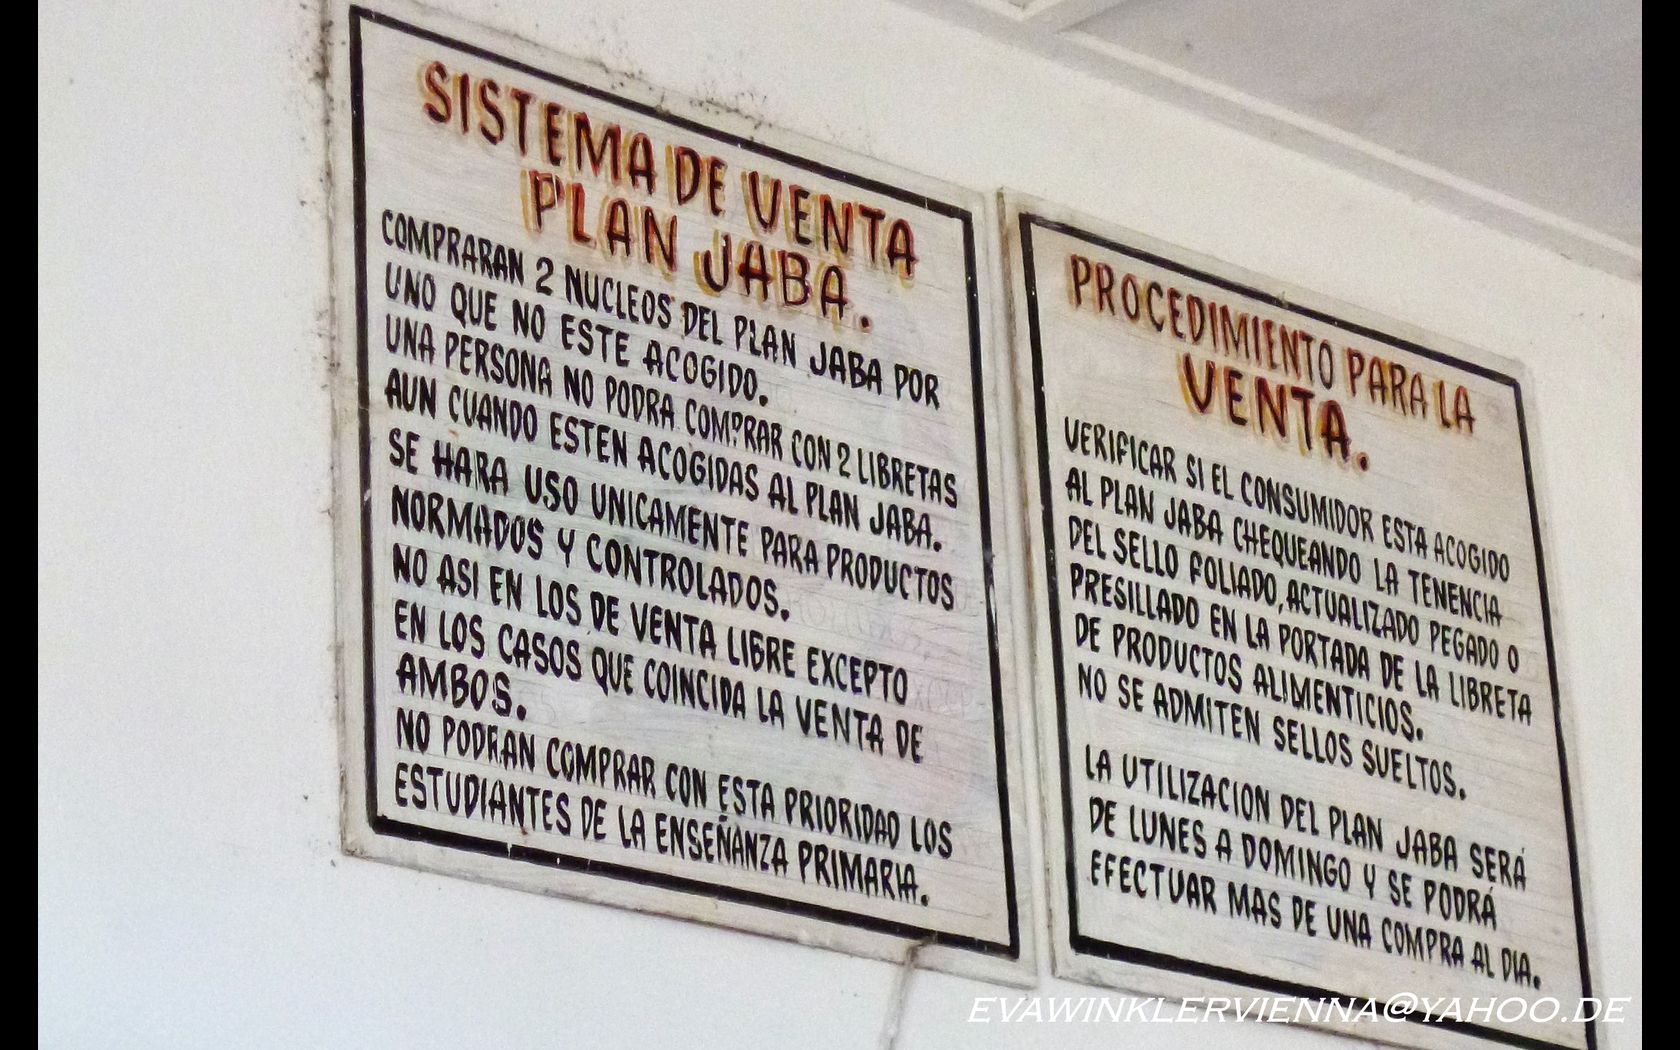 SISTEMA DE VENTA
PLAN JABA.
COMPRARAN 2 NUCLEOS DEL PLAN JABA POR
UNO QUE NO ESTE ACOGIDO.
UNA PERSONA NO PODRA COMPRAR CON 2 LIBRETAS
AUN CUANDO ESTEN ACOGIDAS AL PLAN JABA.
SE HARA USO UNICAMENTE PARA PRODUCTOS
NORMADOS Y CONTROLADOS.
NO ASI EN LOS DE VENTA LIBRE EXCEPTO
EN LOS CASOS QUE COINCIDA LA VENTA DE
AMBOS.
NO PODRAN COMPRAR CON ESTA PRIORIDAD LOS
ESTUDIANTES DE LA ENSEÑANZA PRIMARIA.
PROCEDIMIENTO PARA LA
VENTA.
VERIFICAR SI EL CONSUMIDOR ESTA ACOGIDO
AL PLAN JABA CHEQUEANDO LA TENENCIA
DEL SELLO FOLIADO, ACTUALIZADO PEGADO O
PRESILLADO EN LA PORTADA DE LA LIBRETA
DE PRODUCTOS ALIMENTICIOS.
NO SE ADMITEN SELLOS SUELTOS.
LA UTILIZACION DEL PLAN JABA SERÁ
DE LUNES A DOMINGO Y SE PODRÁ
EFECTUAR MAS DE UNA COMPRA AL DIA.
EVAWINKLERVIENNA@YAHOO.DE